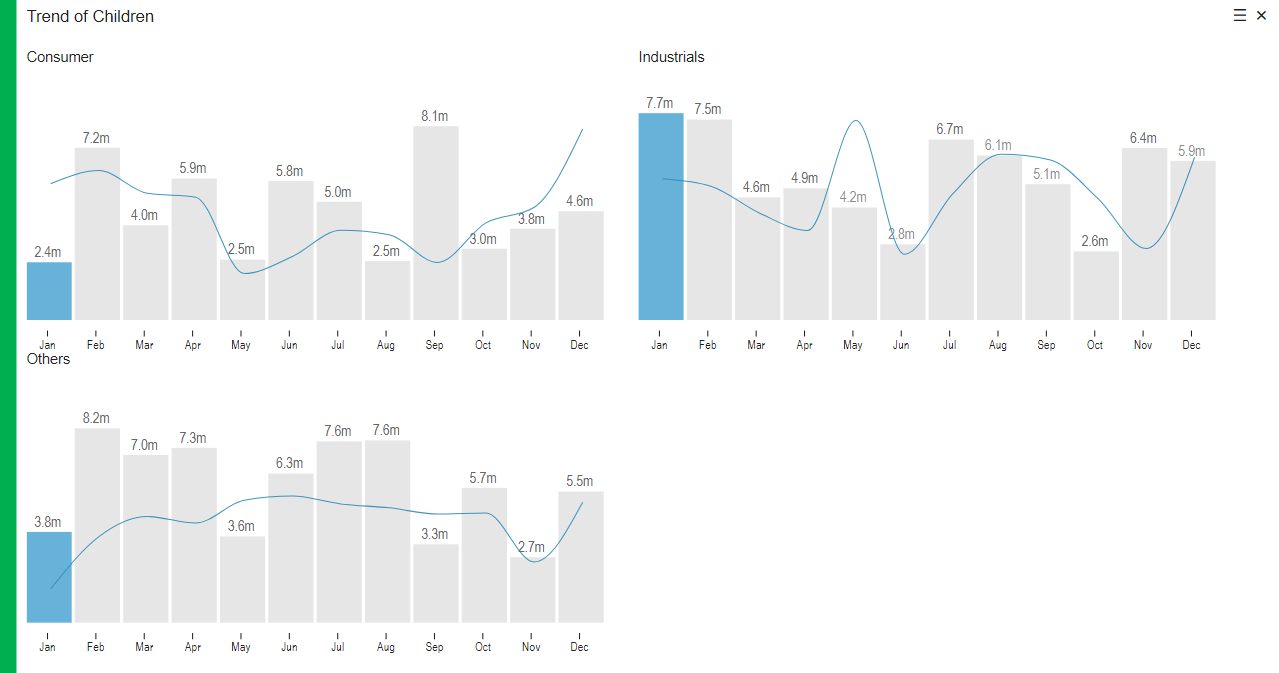 Trend of Children
☰ ×
Consumer
2.4m 7.2m 4.0m 5.9m 2.5m 5.8m 5.0m 2.5m 8.1m 3.0m 3.8m 4.6m
Jan Feb Mar Apr May Jun Jul Aug Sep Oct Nov Dec
Industrials
7.7m 7.5m 4.6m 4.9m 4.2m 2.8m 6.7m 6.1m 5.1m 2.6m 6.4m 5.9m
Jan Feb Mar Apr May Jun Jul Aug Sep Oct Nov Dec
Others
3.8m 8.2m 7.0m 7.3m 3.6m 6.3m 7.6m 7.6m 3.3m 5.7m 2.7m 5.5m
Jan Feb Mar Apr May Jun Jul Aug Sep Oct Nov Dec